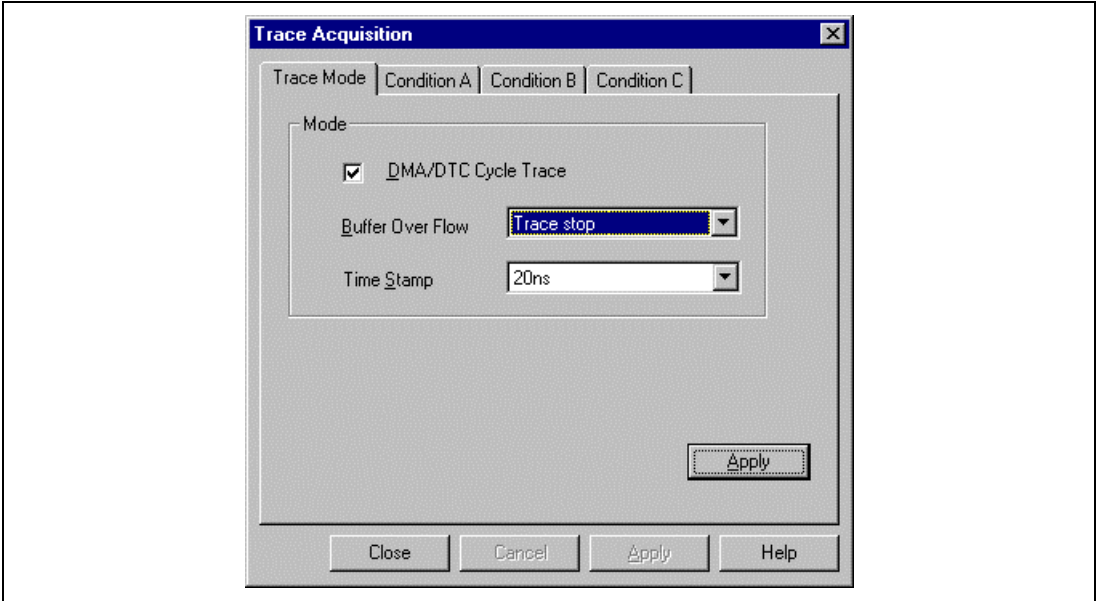 Trace Acquisition
Trace Mode Condition A Condition B Condition C
Mode
DMA/DTC Cycle Trace
Buffer Over Flow Trace stop
Time Stamp 20ns
Apply
Close Cancel Apply Help